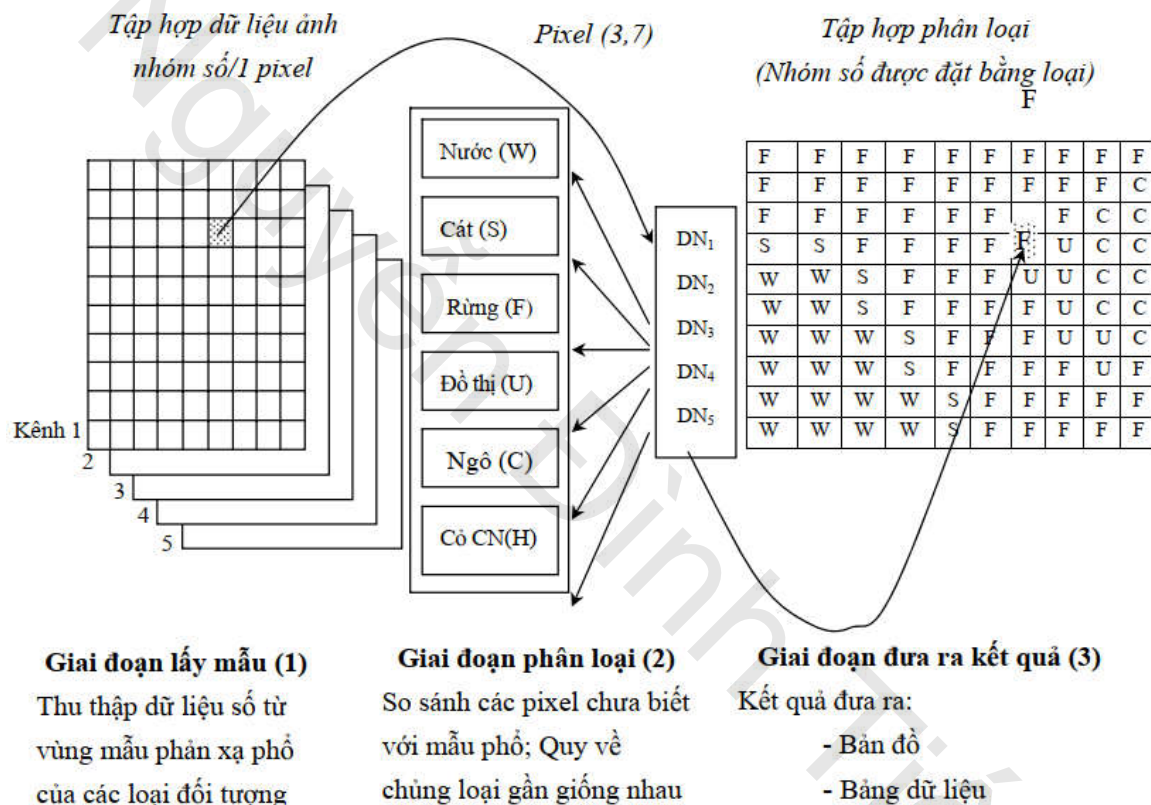 Tập hợp dữ liệu ảnh
nhóm số/1 pixel
Pixel (3,7)
Tập hợp phân loại
(Nhóm số được đặt bằng loại)
F
Kênh 1
2
3
4
5
Nước (W)
Cát (S)
Rừng (F)
Đồ thị (U)
Ngô (C)
Cỏ CN(H)
DN1
DN2
DN3
DN4
DN5
F F F F F F F F F F
F F F F F F F F F C
F F F F F F F C C
S S F F F F F U C C
W W S F F F U U C C
W W S F F F F U C C
W W W S F F F U U C
W W W S F F F F U F
W W W W S F F F F F
W W W W S F F F F F
Giai đoạn lấy mẫu (1)
Thu thập dữ liệu số từ
vùng mẫu phản xạ phổ
của các loại đối tượng
Giai đoạn phân loại (2)
So sánh các pixel chưa biết
với mẫu phổ; Quy về
chủng loại gần giống nhau
Giai đoạn đưa ra kết quả (3)
Kết quả đưa ra:
- Bản đồ
- Bảng dữ liệu
Nguyễn Đình